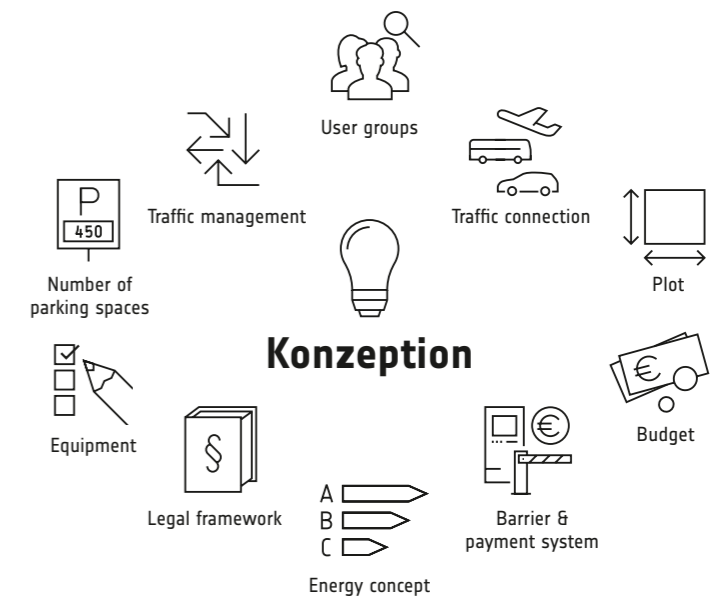 User groups
Traffic management
Traffic connection
P
450
Number of
parking spaces
Plot
Konzeption
Equipment
€
Budget
§
Legal framework
€
Barrier &
payment system
A
B
C
Energy concept